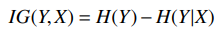 IG(Y,X) = H(Y) − H(Y|X)